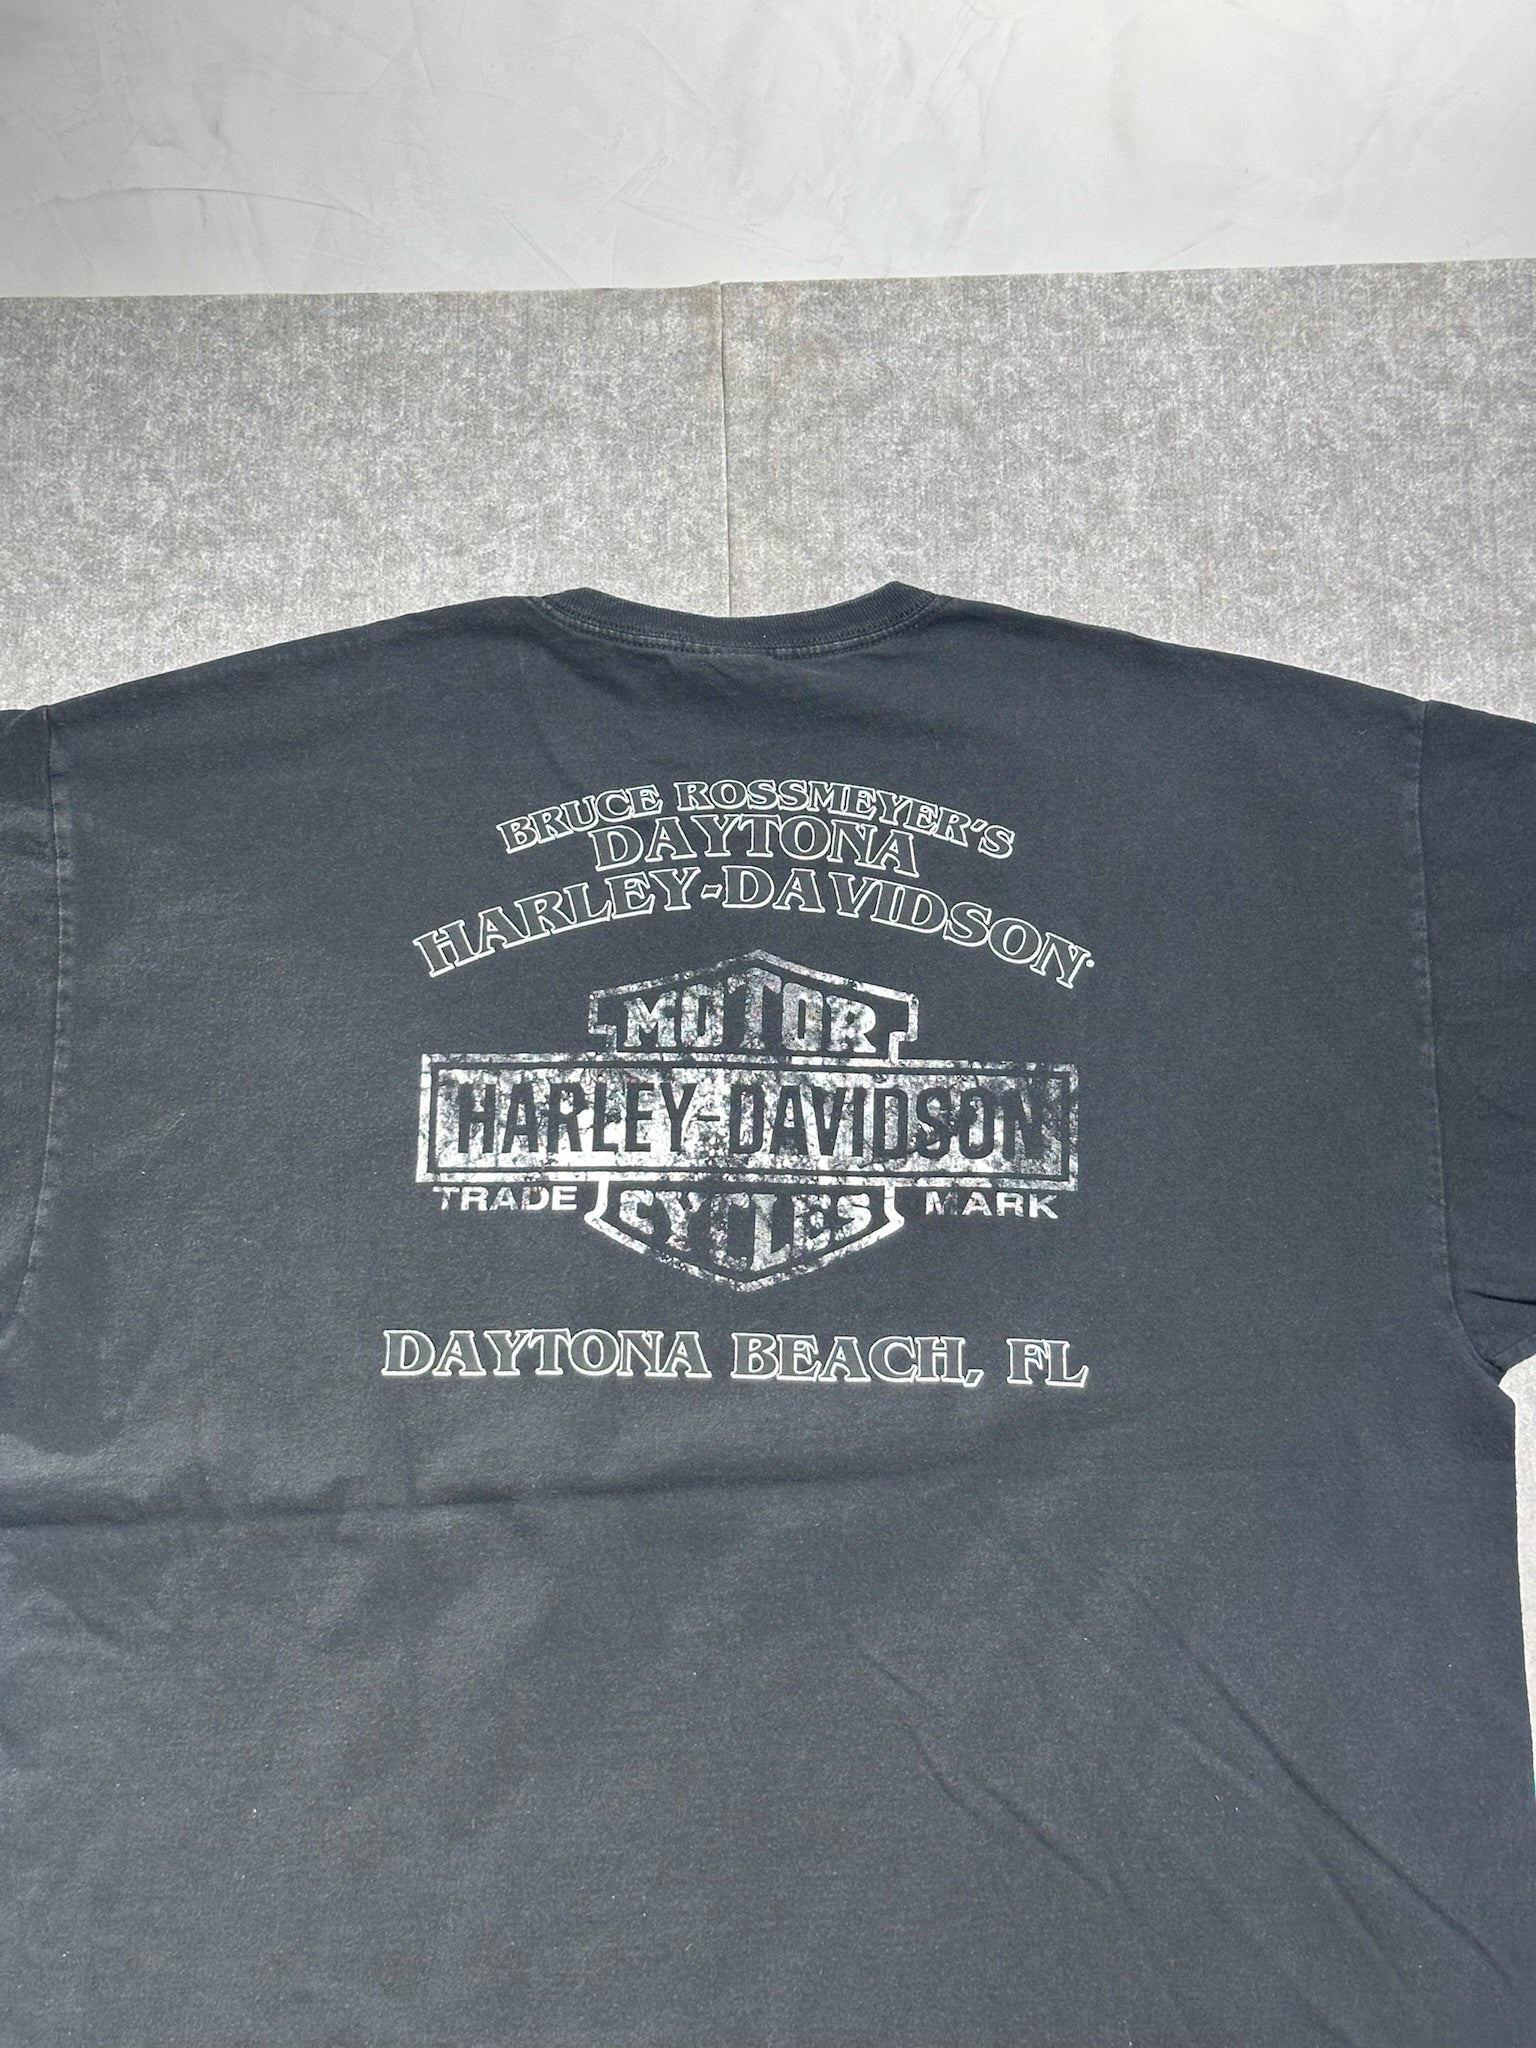 BRUCE ROSSMEYER'S
DAYTONA
HARLEY-DAVIDSON®
MOTOR
HARLEY-DAVIDSON
TRADE MARK
CYCLES
DAYTONA BEACH, FL